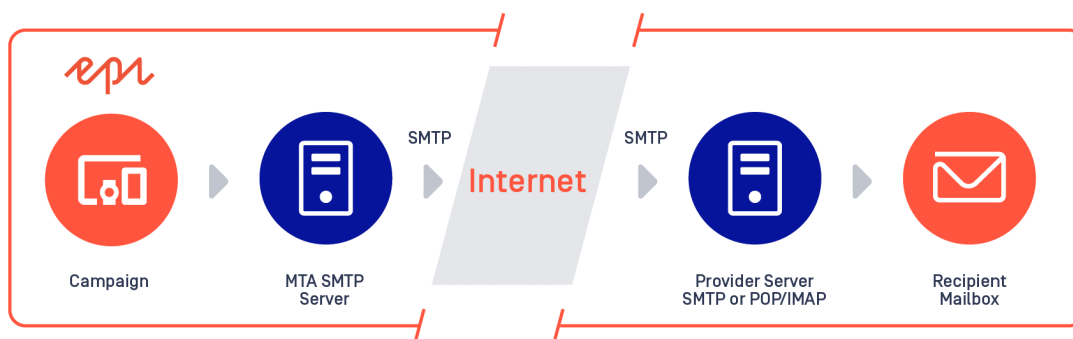 epi
SMTP
SMTP
Internet
Campaign
MTA SMTP
Server
Provider Server
SMTP or POP/IMAP
Recipient
Mailbox